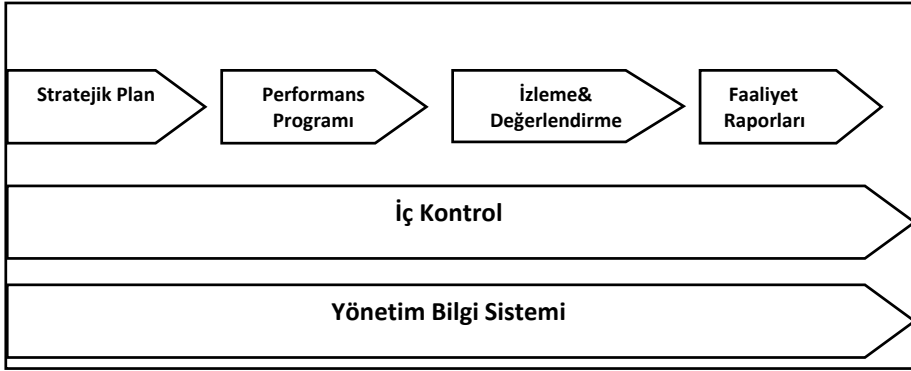 Stratejik Plan
Performans
Programı
İzleme&
Değerlendirme
Faaliyet
Raporları
İç Kontrol
Yönetim Bilgi Sistemi